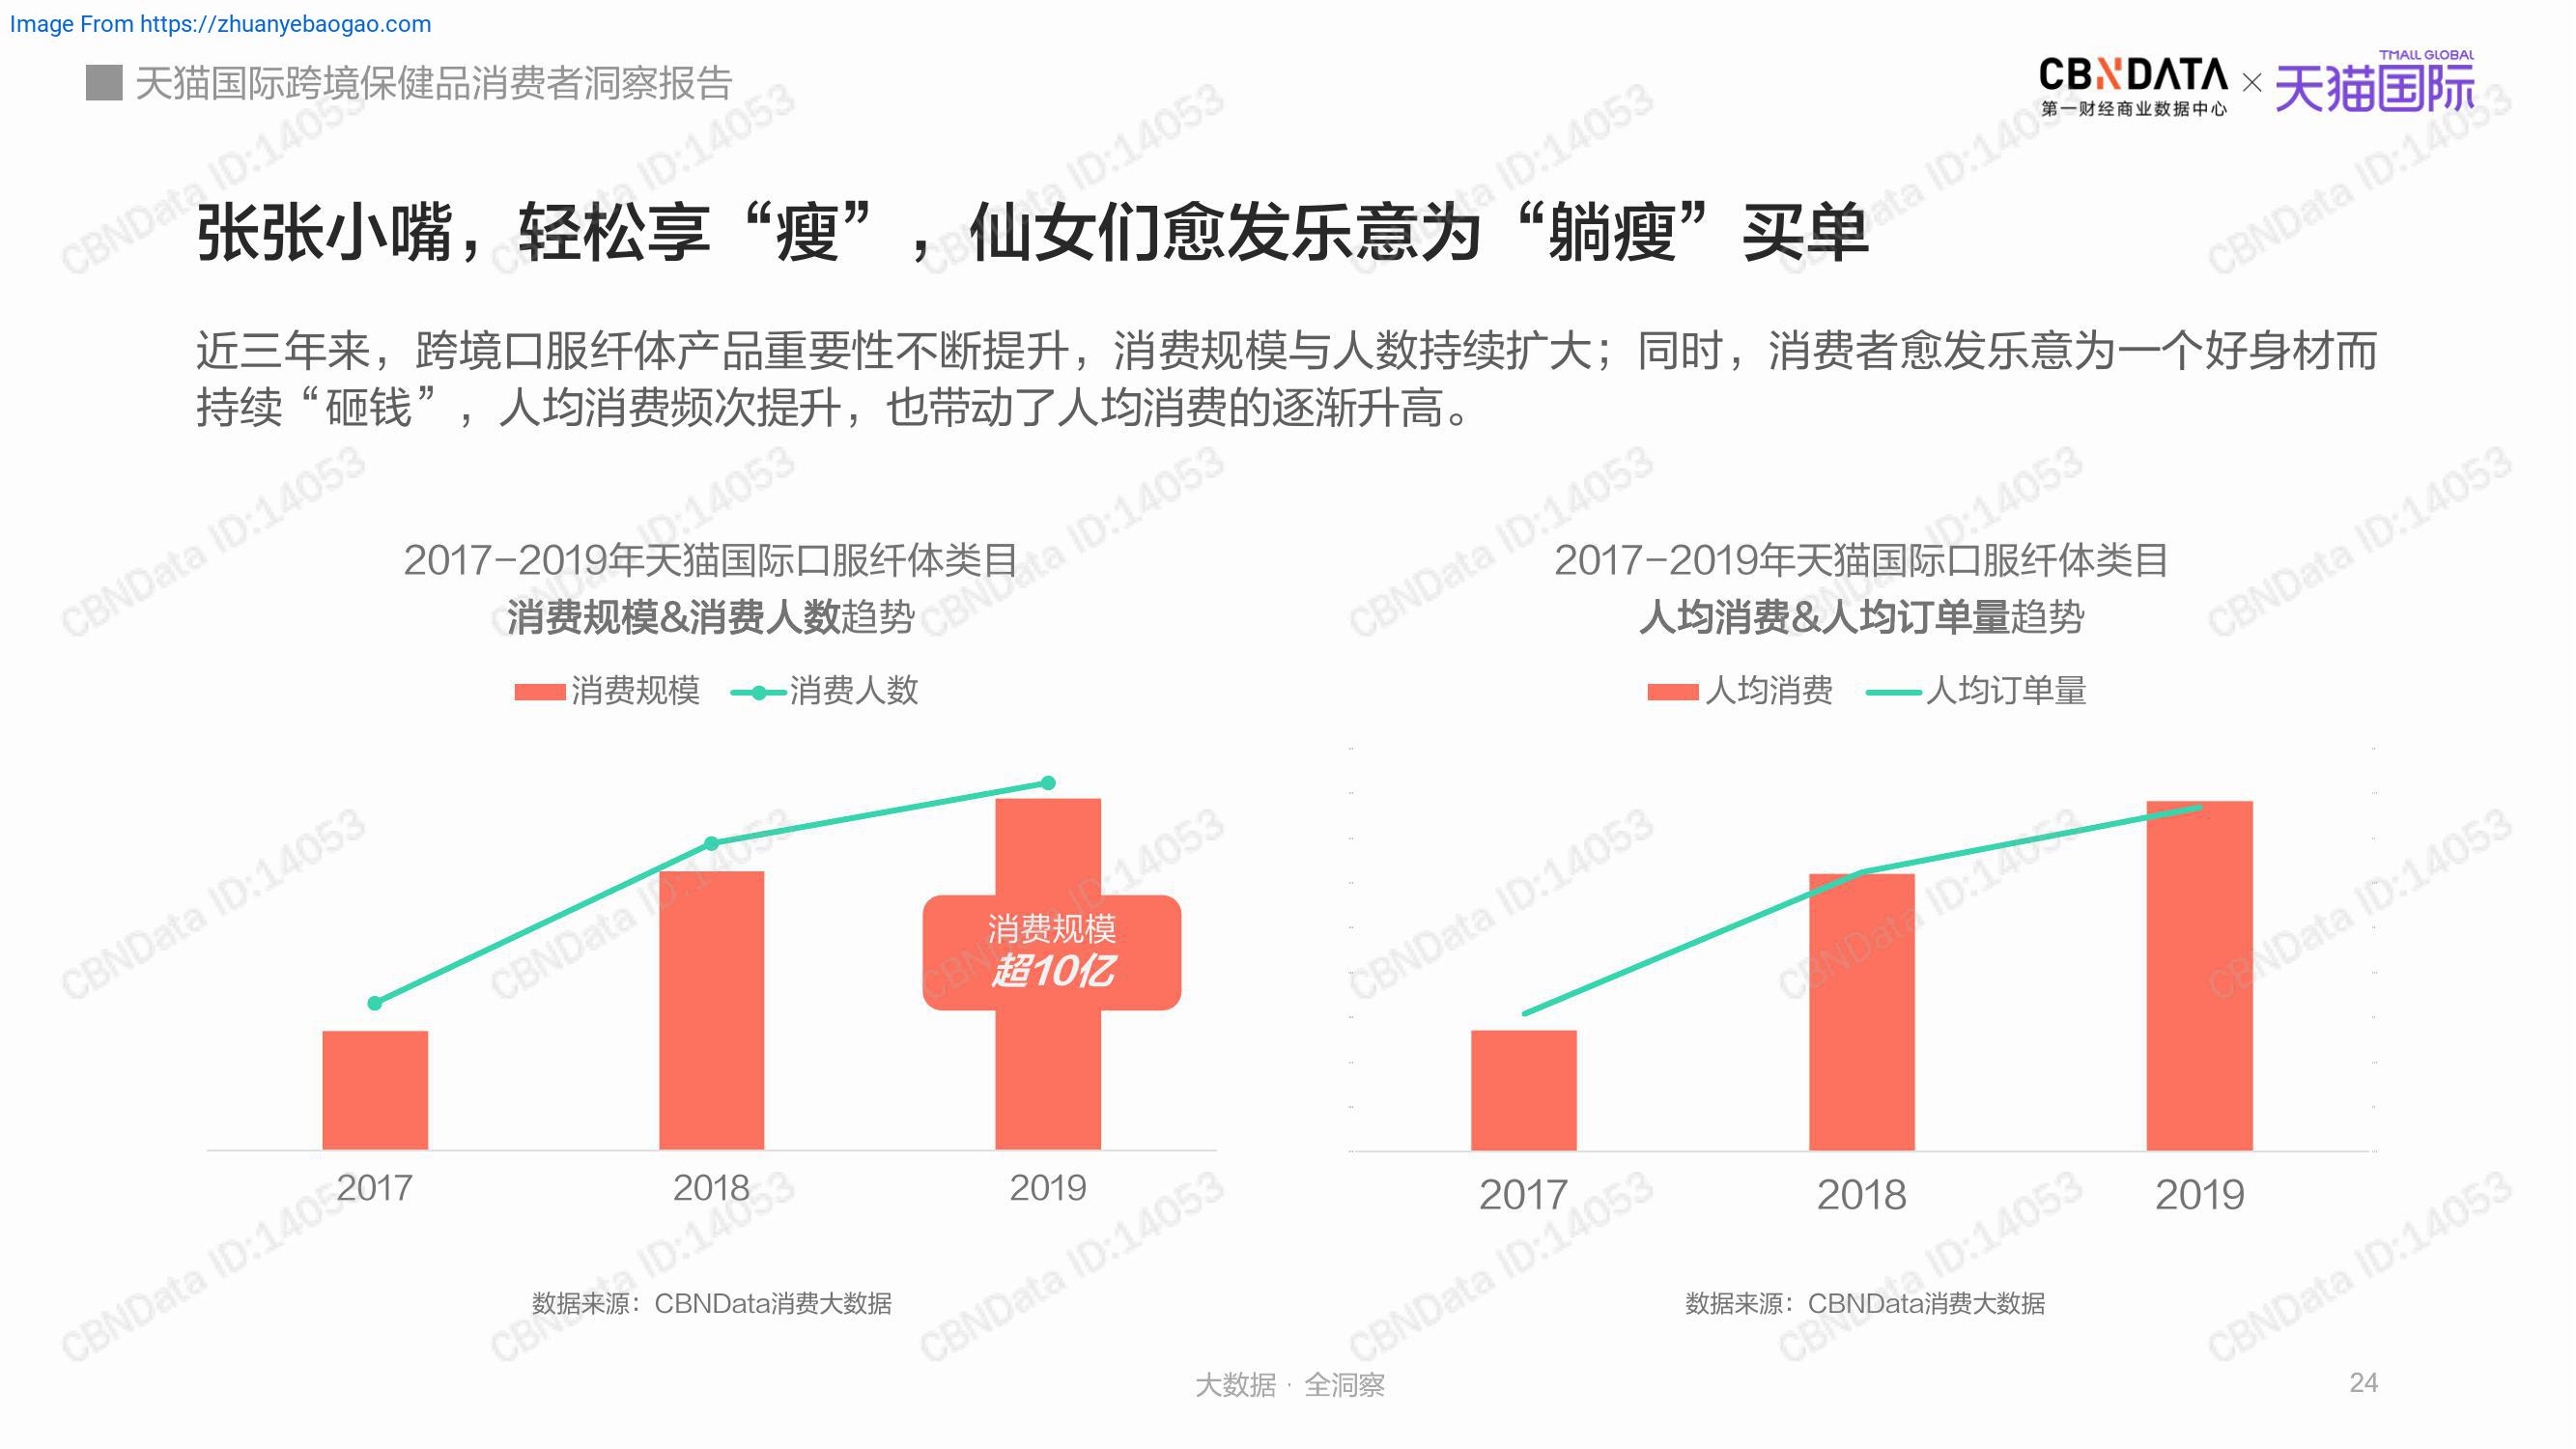 Image From https://zhuanyebaogao.com
天猫国际跨境保健品消费者洞察报告
CBNDATA
第一财经商业数据中心
×
TMALL GLOBAL
天猫国际
张张小嘴，轻松享“瘦”，仙女们愈发乐意为“躺瘦”买单
近三年来，跨境口服纤体产品重要性不断提升，消费规模与人数持续扩大；同时，消费者愈发乐意为一个好身材而
持续“砸钱”，人均消费频次提升，也带动了人均消费的逐渐升高。
2017-2019年天猫国际口服纤体类目
消费规模&消费人数趋势
消费规模 消费人数
消费规模
超10亿
2017 2018 2019
数据来源：CBNData消费大数据
2017-2019年天猫国际口服纤体类目
人均消费&人均订单量趋势
人均消费 人均订单量
2017 2018 2019
数据来源：CBNData消费大数据
大数据 · 全洞察
24
CBNData ID:14053